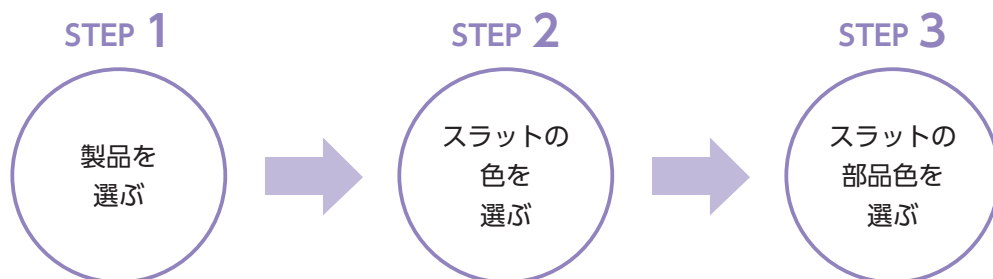 STEP 1
製品を
選ぶ
STEP 2
スラットの
色を
選ぶ
STEP 3
スラットの
部品色を
選ぶ